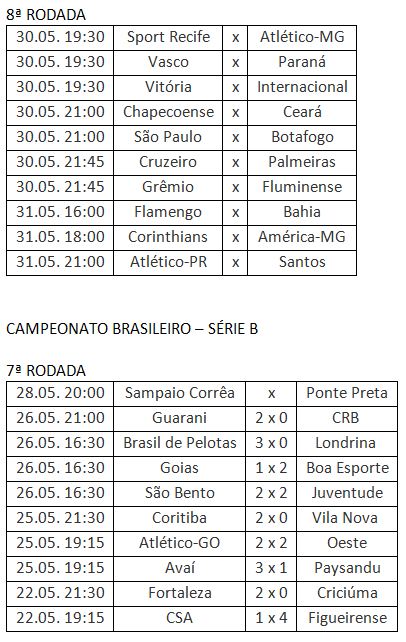 8ª RODADA
30.05. 19:30 Sport Recife x Atlético-MG
30.05. 19:30 Vasco x Paraná
30.05. 19:30 Vitória x Internacional
30.05. 21:00 Chapecoense x Ceará
30.05. 21:00 São Paulo x Botafogo
30.05. 21:45 Cruzeiro x Palmeiras
30.05. 21:45 Grêmio x Fluminense
31.05. 16:00 Flamengo x Bahia
31.05. 18:00 Corinthians x América-MG
31.05. 21:00 Atlético-PR x Santos
CAMPEONATO BRASILEIRO – SÉRIE B
7ª RODADA
28.05. 20:00 Sampaio Corrêa x Ponte Preta
26.05. 21:00 Guarani 2 x 0 CRB
26.05. 16:30 Brasil de Pelotas 3 x 0 Londrina
26.05. 16:30 Goias 1 x 2 Boa Esporte
26.05. 16:30 São Bento 2 x 2 Juventude
25.05. 21:30 Coritiba 2 x 0 Vila Nova
25.05. 19:15 Atlético-GO 2 x 2 Oeste
25.05. 19:15 Avaí 3 x 1 Paysandu
22.05. 21:30 Fortaleza 2 x 0 Criciúma
22.05. 19:15 CSA 1 x 4 Figueirense